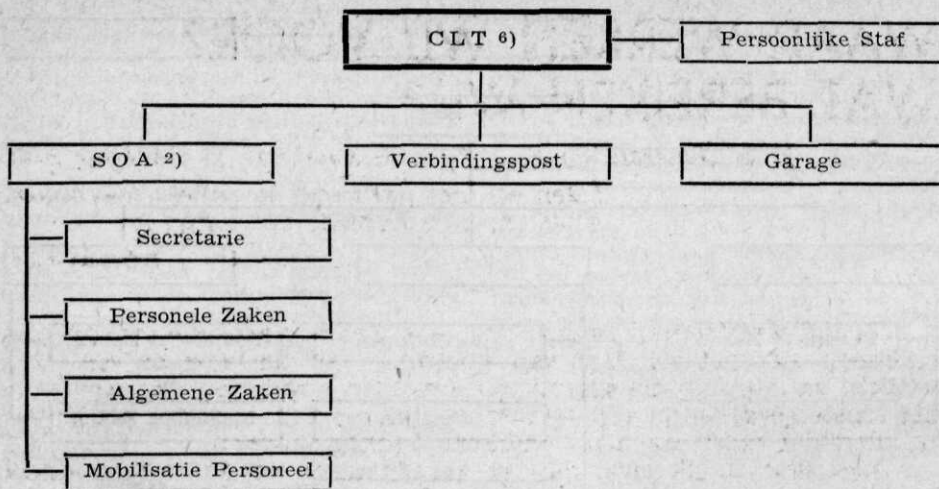 CLT 6)
Persoonlijke Staf
SOA 2)
Verbindingspost
Garage
Secretarie
Personele Zaken
Algemene Zaken
Mobilisatie Personeel